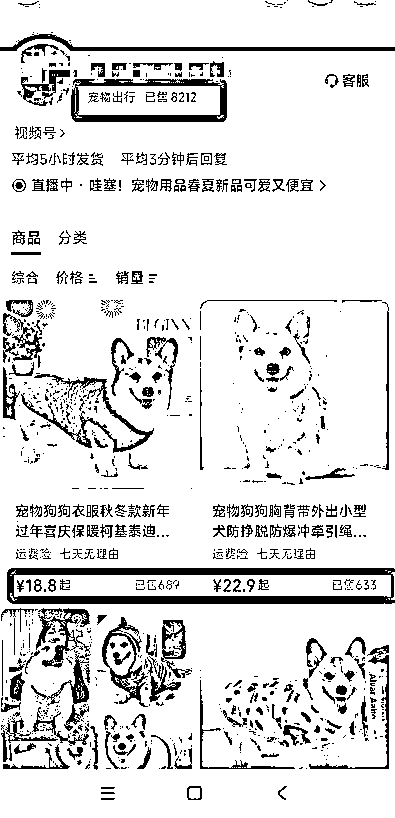 宠物出行 已售 8212
客服
视频号
平均5小时发货 平均3分钟后回复
直播中·哇塞！宠物用品春夏新品可爱又便宜
商品 分类
综合 价格 销量
BEGINN
宠物狗狗衣服秋冬款新年
过年喜庆保暖柯基泰迪...
运费险 七天无理由
¥18.8起 已售689
宠物狗狗胸背带外出小型
犬防挣脱防爆冲牵引绳...
运费险 七天无理由
¥22.9起 已售633